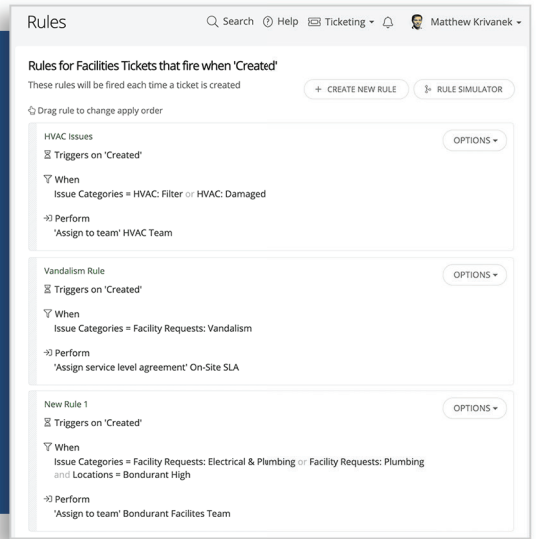 Rules
Search Help Ticketing Matthew Krivanek
Rules for Facilities Tickets that fire when 'Created'
These rules will be fired each time a ticket is created
+ CREATE NEW RULE RULE SIMULATOR
Drag rule to change apply order
HVAC Issues
OPTIONS
Triggers on 'Created'
When
Issue Categories = HVAC: Filter or HVAC: Damaged
Perform
'Assign to team' HVAC Team
Vandalism Rule
OPTIONS
Triggers on 'Created'
When
Issue Categories = Facility Requests: Vandalism
Perform
'Assign service level agreement' On-Site SLA
New Rule 1
OPTIONS
Triggers on 'Created'
When
Issue Categories = Facility Requests: Electrical & Plumbing or Facility Requests: Plumbing
and Locations = Bondurant High
Perform
'Assign to team' Bondurant Facilites Team